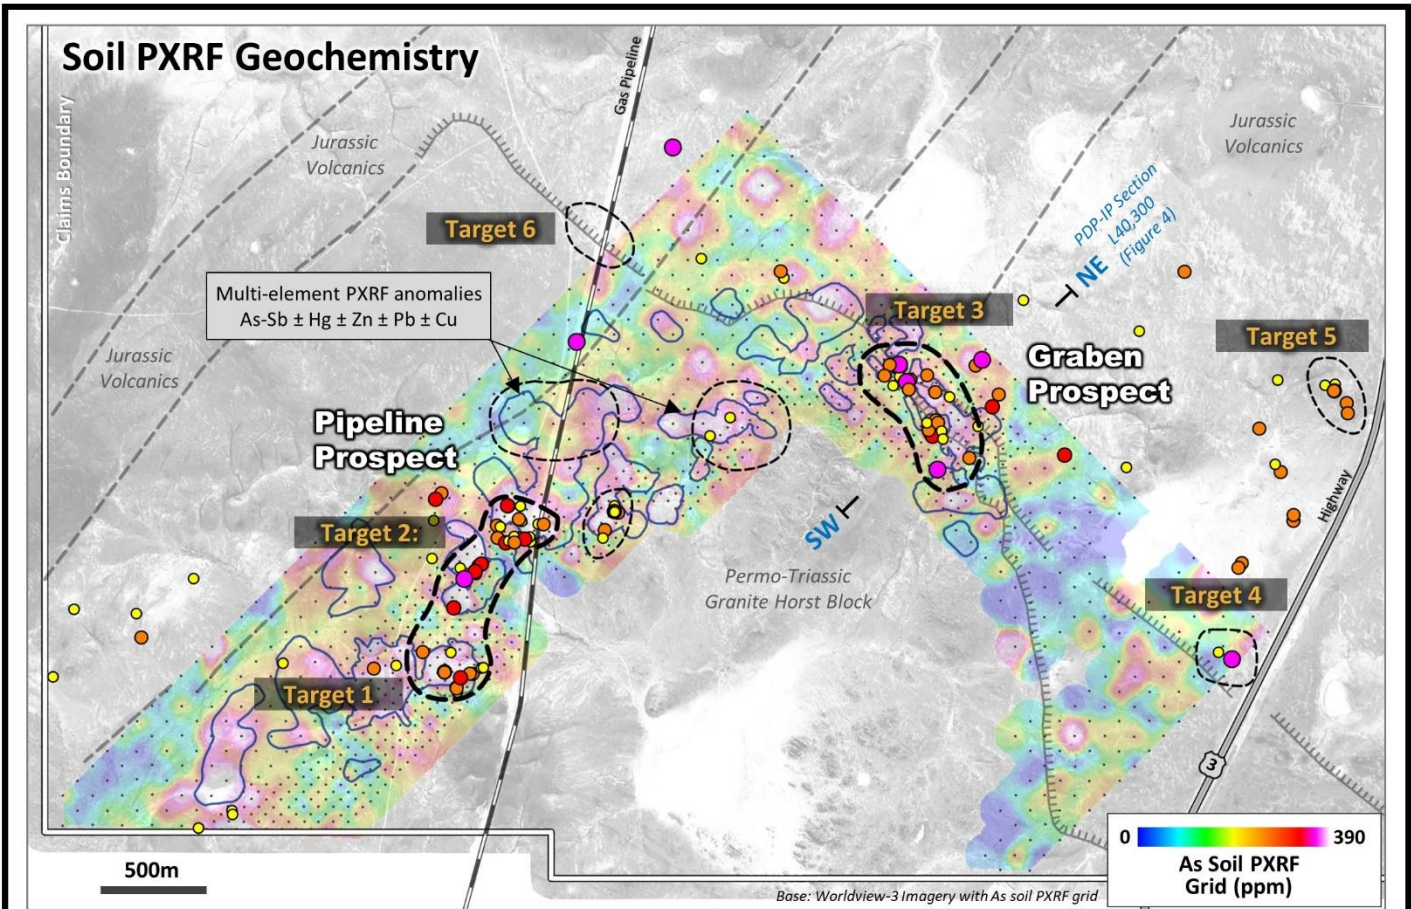 Soil PXRF Geochemistry
Claims Boundary
Gas Pipeline
Jurassic
Volcanics
Jurassic
Volcanics
Target 6
PDP-IP Section
L40,300
(Figure 4)
NE
Multi-element PXRF anomalies
As-Sb ± Hg ± Zn ± Pb ± Cu
Target 3
Target 5
Jurassic
Volcanics
Graben
Prospect
Pipeline
Prospect
Highway
Target 2:
SW
Permo-Triassic
Granite Horst Block
Target 4
Target 1
3
0
390
As Soil PXRF
Grid (ppm)
500m
Base: Worldview-3 Imagery with As soil PXRF grid